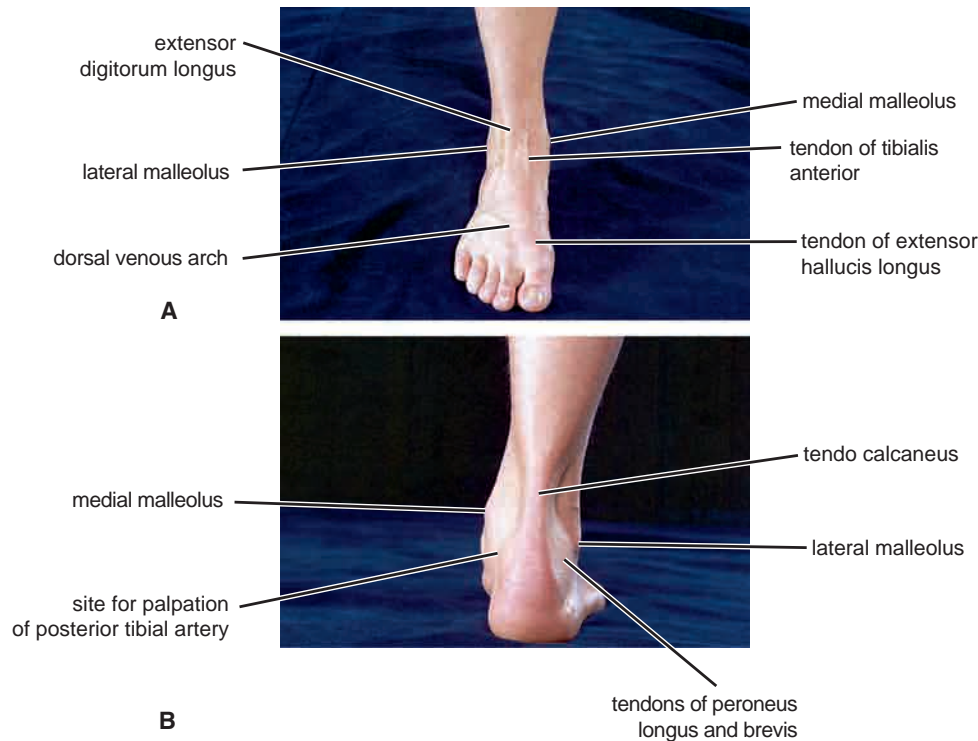 extensor
digitorum longus
medial malleolus
tendon of tibialis
anterior
lateral malleolus
dorsal venous arch
tendon of extensor
hallucis longus
A
tendo calcaneus
medial malleolus
lateral malleolus
site for palpation
of posterior tibial artery
tendons of peroneus
longus and brevis
B